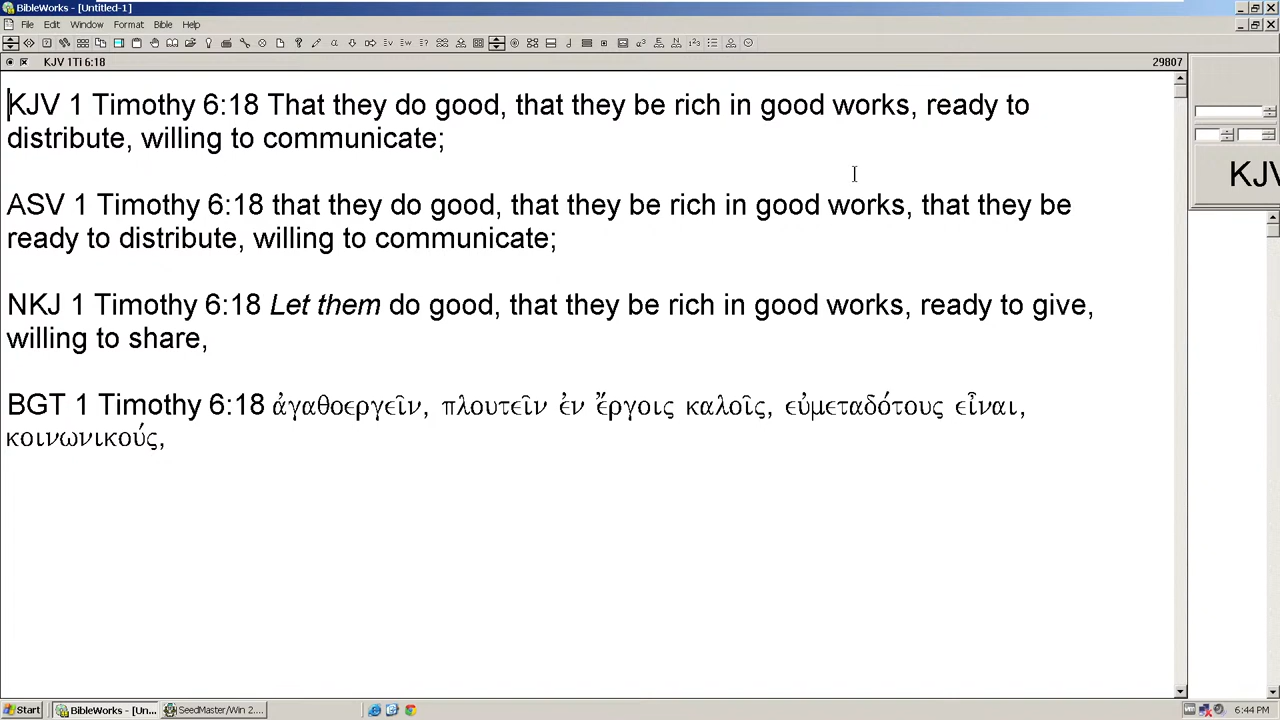 BibleWorks - [Untitled-1]
File Edit Window Format Bible Help
KJV 1Ti 6:18 29807
KJV 1 Timothy 6:18 That they do good, that they be rich in good works, ready to
distribute, willing to communicate;
KJV
ASV 1 Timothy 6:18 that they do good, that they be rich in good works, that they be
ready to distribute, willing to communicate;
NKJ 1 Timothy 6:18 Let them do good, that they be rich in good works, ready to give,
willing to share,
BGT 1 Timothy 6:18 ἀγαθοεργεῖν, πλουτεῖν ἐν ἔργοις καλοῖς, εὐμεταδότους εἶναι,
κοινωνικούς,
Start BibleWorks - [Un... SeedMaster/Win 2.... 6:44 PM